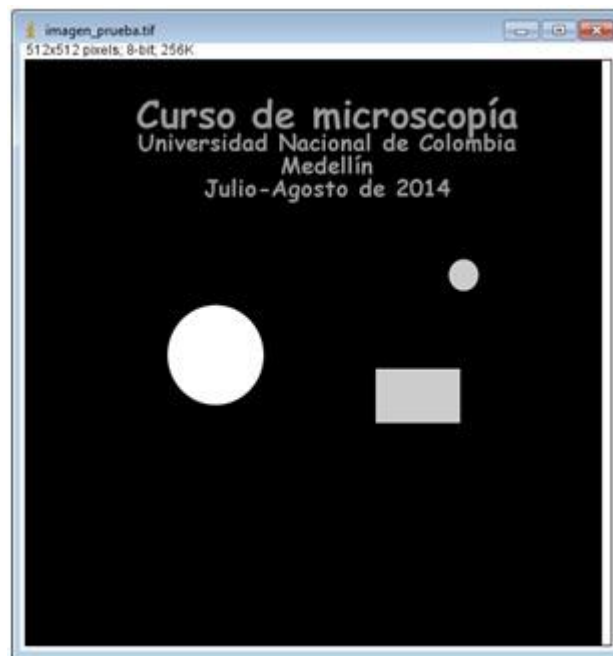 imagen_prueba.tif
512x512 pixels; 8-bit; 256K
Curso de microscopía
Universidad Nacional de Colombia
Medellín
Julio-Agosto de 2014